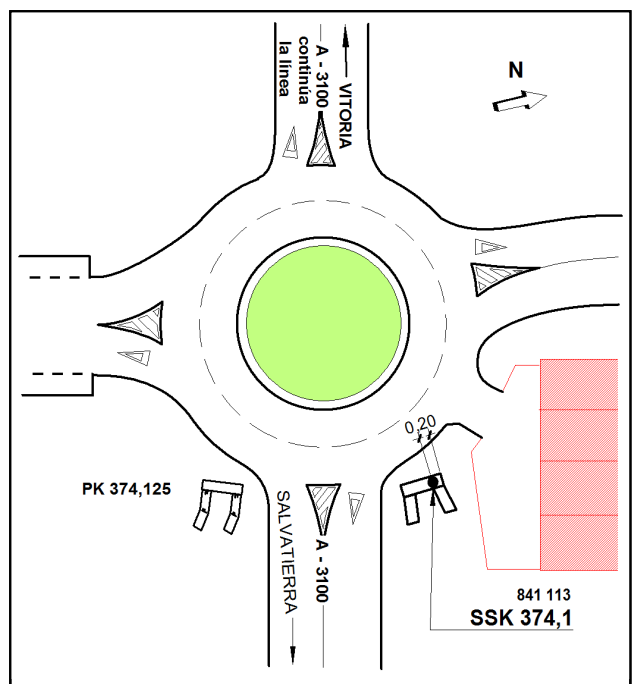 VITORIA
A - 3100
continúa
la línea
N
0,20
PK 374,125
SALVATIERRA
A - 3100
841 113
SSK 374,1